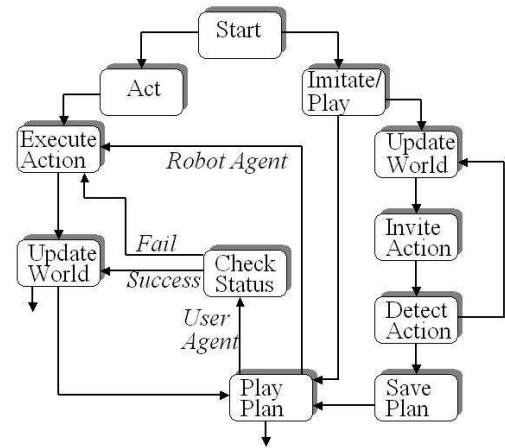 Start
Act
Imitate/
Play
Execute
Action
Robot Agent
Update
World
Update
World
Fail
Success
Check
Status
Invite
Action
User
Agent
Detect
Action
Play
Plan
Save
Plan